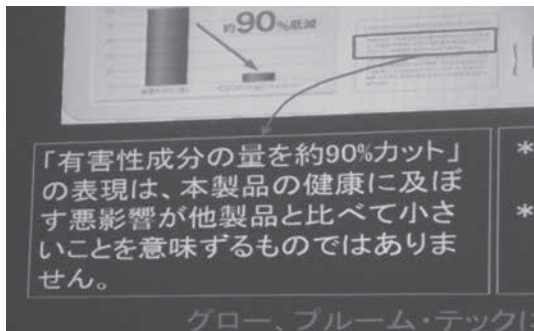 約90%低減
「有害性成分の量を約90%カット」
の表現は、本製品の健康に及ぼ
す悪影響が他製品と比べて小さ
いことを意味ずるものではありま
せん。
*
*
グロー、プルーム・テック